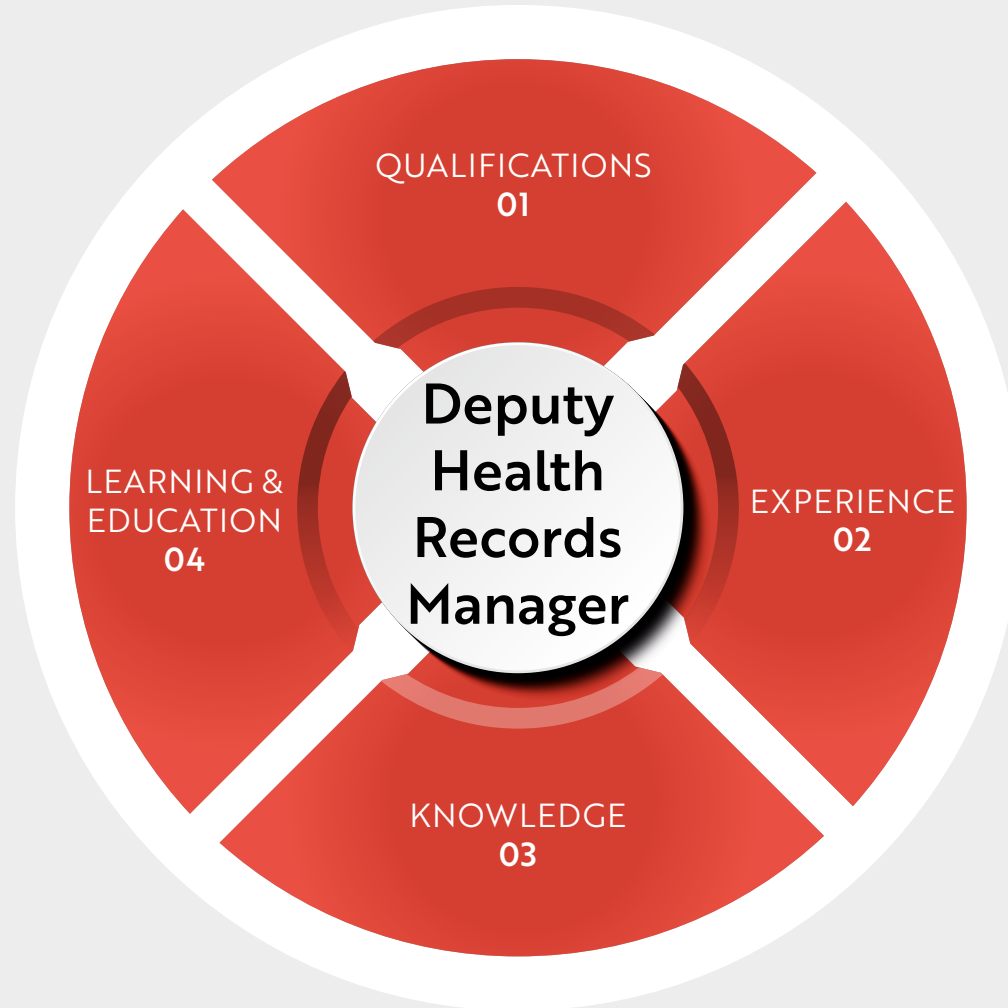 QUALIFICATIONS
01
Deputy
Health
Records
Manager
EXPERIENCE
02
KNOWLEDGE
03
LEARNING &
EDUCATION
04